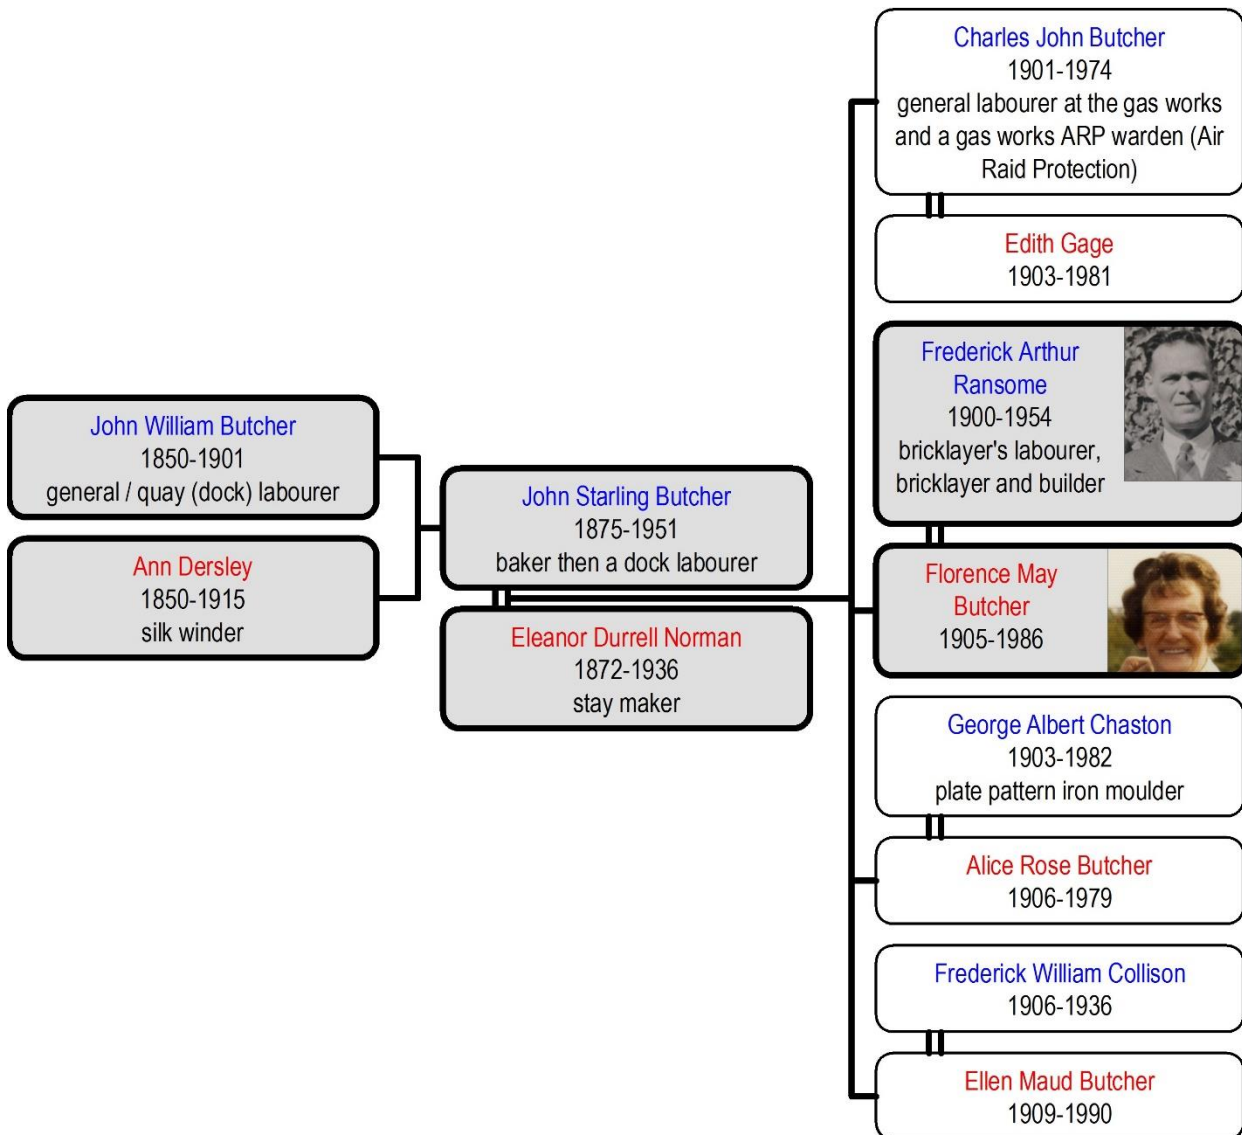 John William Butcher
1850-1901
general / quay (dock) labourer
Ann Dersley
1850-1915
silk winder
John Starling Butcher
1875-1951
baker then a dock labourer
Eleanor Durrell Norman
1872-1936
stay maker
Charles John Butcher
1901-1974
general labourer at the gas works
and a gas works ARP warden (Air
Raid Protection)
Edith Gage
1903-1981
Frederick Arthur
Ransome
1900-1954
bricklayer's labourer,
bricklayer and builder
Florence May
Butcher
1905-1986
George Albert Chaston
1903-1982
plate pattern iron moulder
Alice Rose Butcher
1906-1979
Frederick William Collison
1906-1936
Ellen Maud Butcher
1909-1990